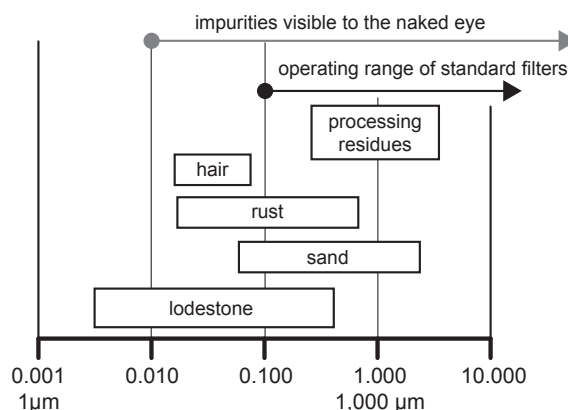 impurities visible to the naked eye
operating range of standard filters
processing
residues
hair
rust
sand
lodestone
0.001 0.010 0.100 1.000 10.000
1µm 1,000 µm